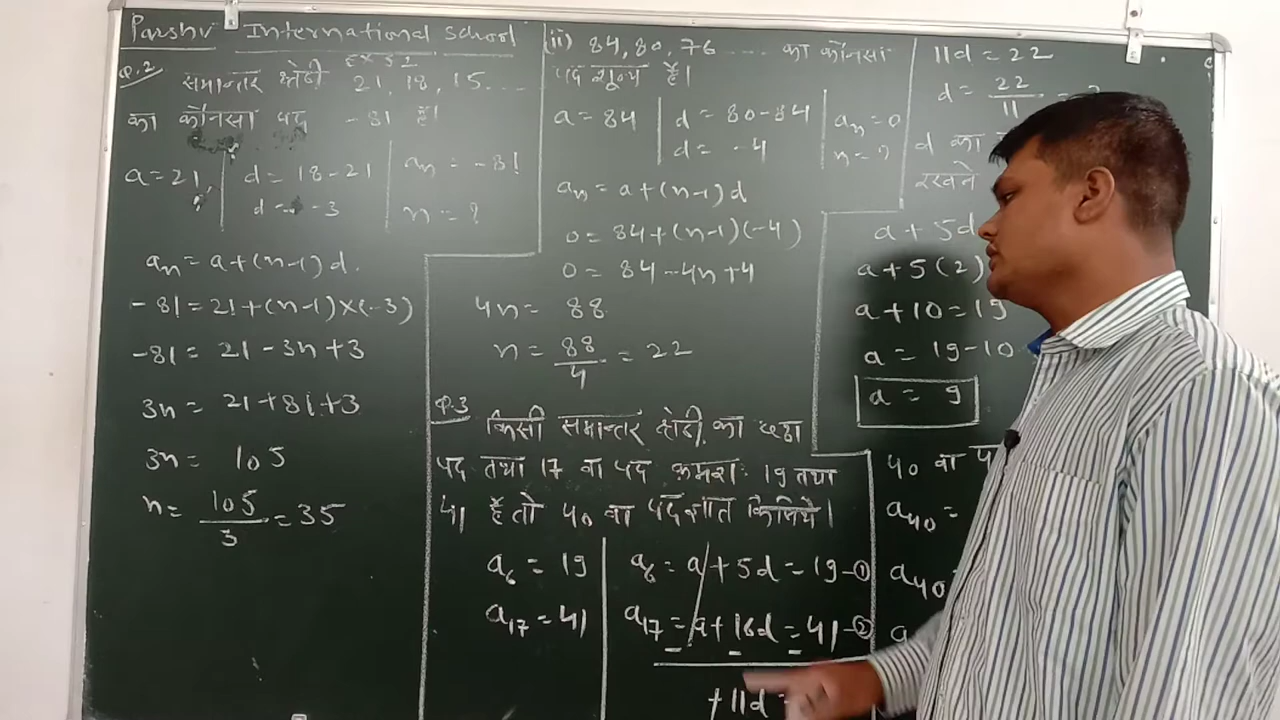 Parshv International School
Ex 5.2
Q.2 समान्तर श्रेढी 21, 18, 15....
का कौनसा पद -81 है।
a=21, d = 18-21 an = -81
d = -3 n = ?
an = a+(n-1)d.
-81 = 21+(n-1)×(-3)
-81 = 21-3n+3
3n = 21+81+3
3n = 105
n = 105/3 = 35
(ii) 84, 80, 76 .... का कौनसा
पद शून्य है।
a = 84 d = 80-84 an=0
d = -4 n = ?
an = a+(n-1)d
0 = 84+(n-1)(-4)
0 = 84-4n+4
4n = 88
n = 88/4 = 22
Q.3 किसी समान्तर श्रेढी का छठा
पद तथा 17 वा पद क्रमशः 19 तथा
41 है तो 40 वा पद ज्ञात किजिये।
a6 = 19 a6 = a+5d = 19-①
a17 = 41 a17 = a+16d = 41-②
+11d =
11d = 22
d = 22/11 =
d का
रखने
a + 5d
a + 5(2)
a + 10 = 19
a = 19-10
a = 9
40 वा
a40 =
a40
a